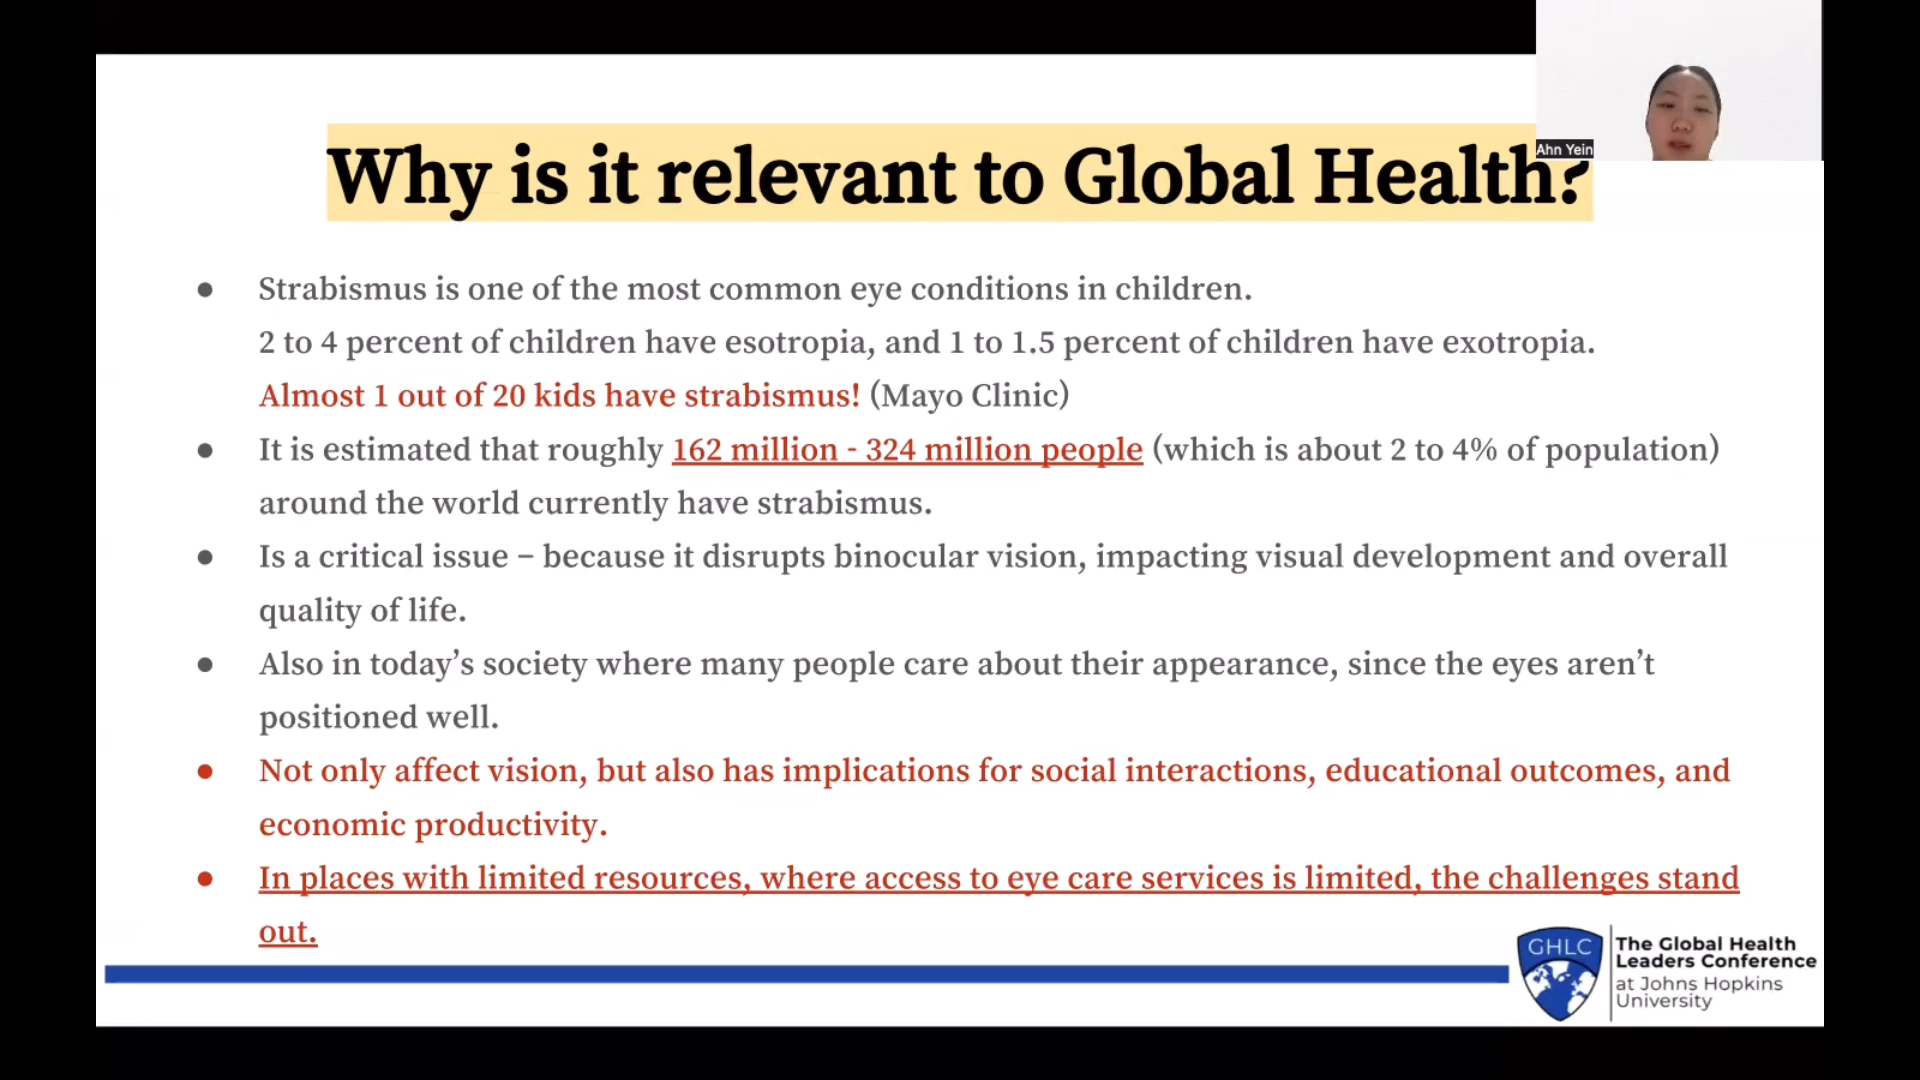 Ahn Yein
Why is it relevant to Global Health?
● Strabismus is one of the most common eye conditions in children.
2 to 4 percent of children have esotropia, and 1 to 1.5 percent of children have exotropia.
Almost 1 out of 20 kids have strabismus! (Mayo Clinic)
● It is estimated that roughly 162 million - 324 million people (which is about 2 to 4% of population)
around the world currently have strabismus.
● Is a critical issue – because it disrupts binocular vision, impacting visual development and overall
quality of life.
● Also in today’s society where many people care about their appearance, since the eyes aren’t
positioned well.
● Not only affect vision, but also has implications for social interactions, educational outcomes, and
economic productivity.
● In places with limited resources, where access to eye care services is limited, the challenges stand
out.
GHLC
The Global Health
Leaders Conference
at Johns Hopkins
University